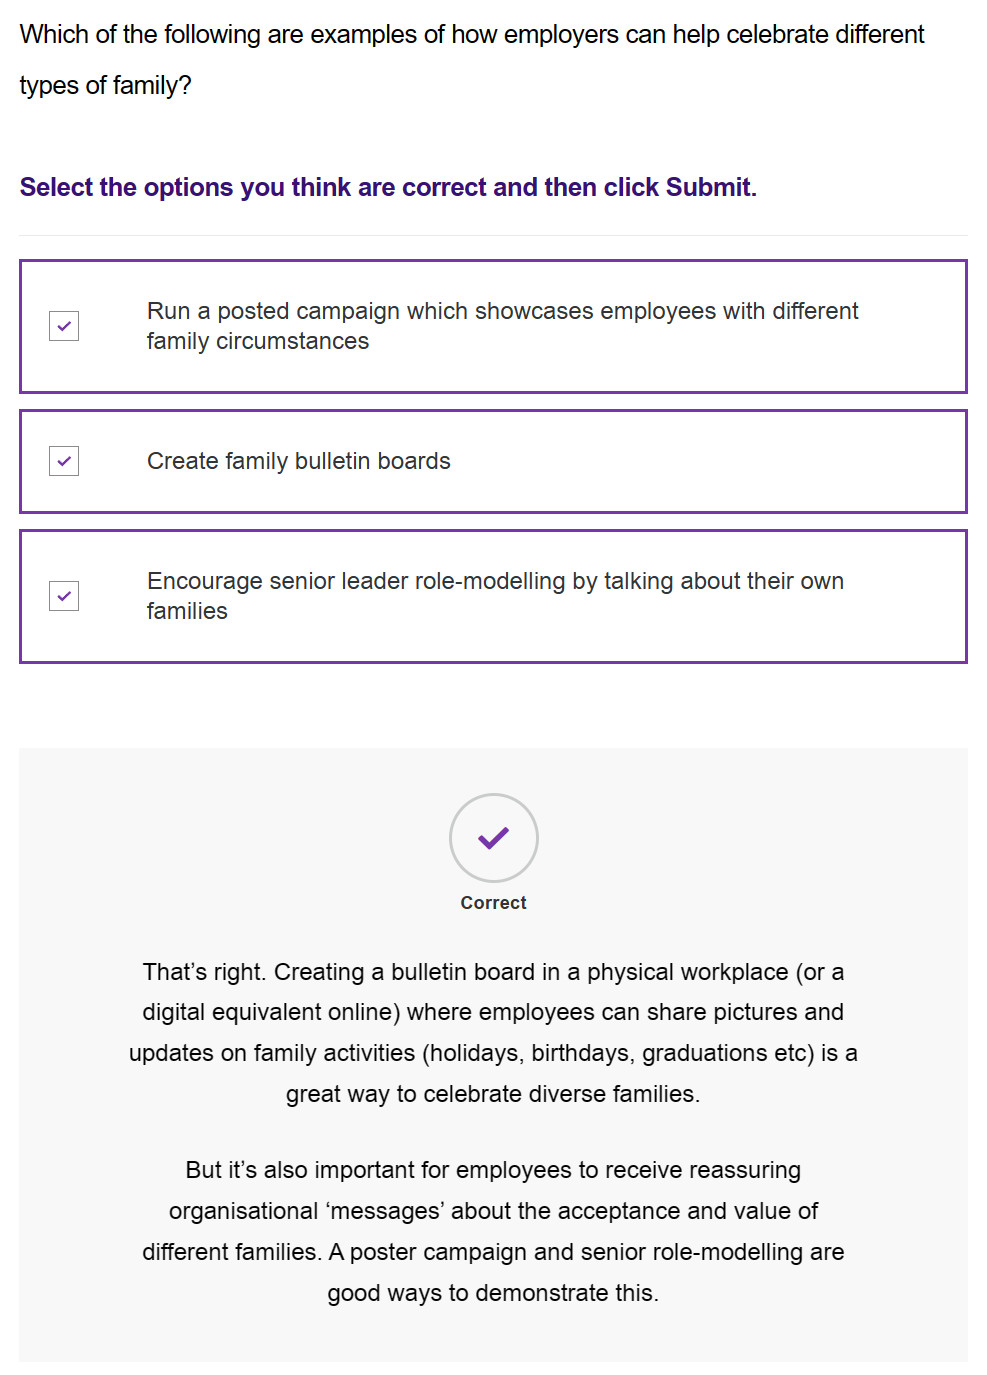 Which of the following are examples of how employers can help celebrate different
types of family?
Select the options you think are correct and then click Submit.
Run a posted campaign which showcases employees with different
family circumstances
Create family bulletin boards
Encourage senior leader role-modelling by talking about their own
families
Correct
That’s right. Creating a bulletin board in a physical workplace (or a
digital equivalent online) where employees can share pictures and
updates on family activities (holidays, birthdays, graduations etc) is a
great way to celebrate diverse families.
But it’s also important for employees to receive reassuring
organisational ‘messages’ about the acceptance and value of
different families. A poster campaign and senior role-modelling are
good ways to demonstrate this.